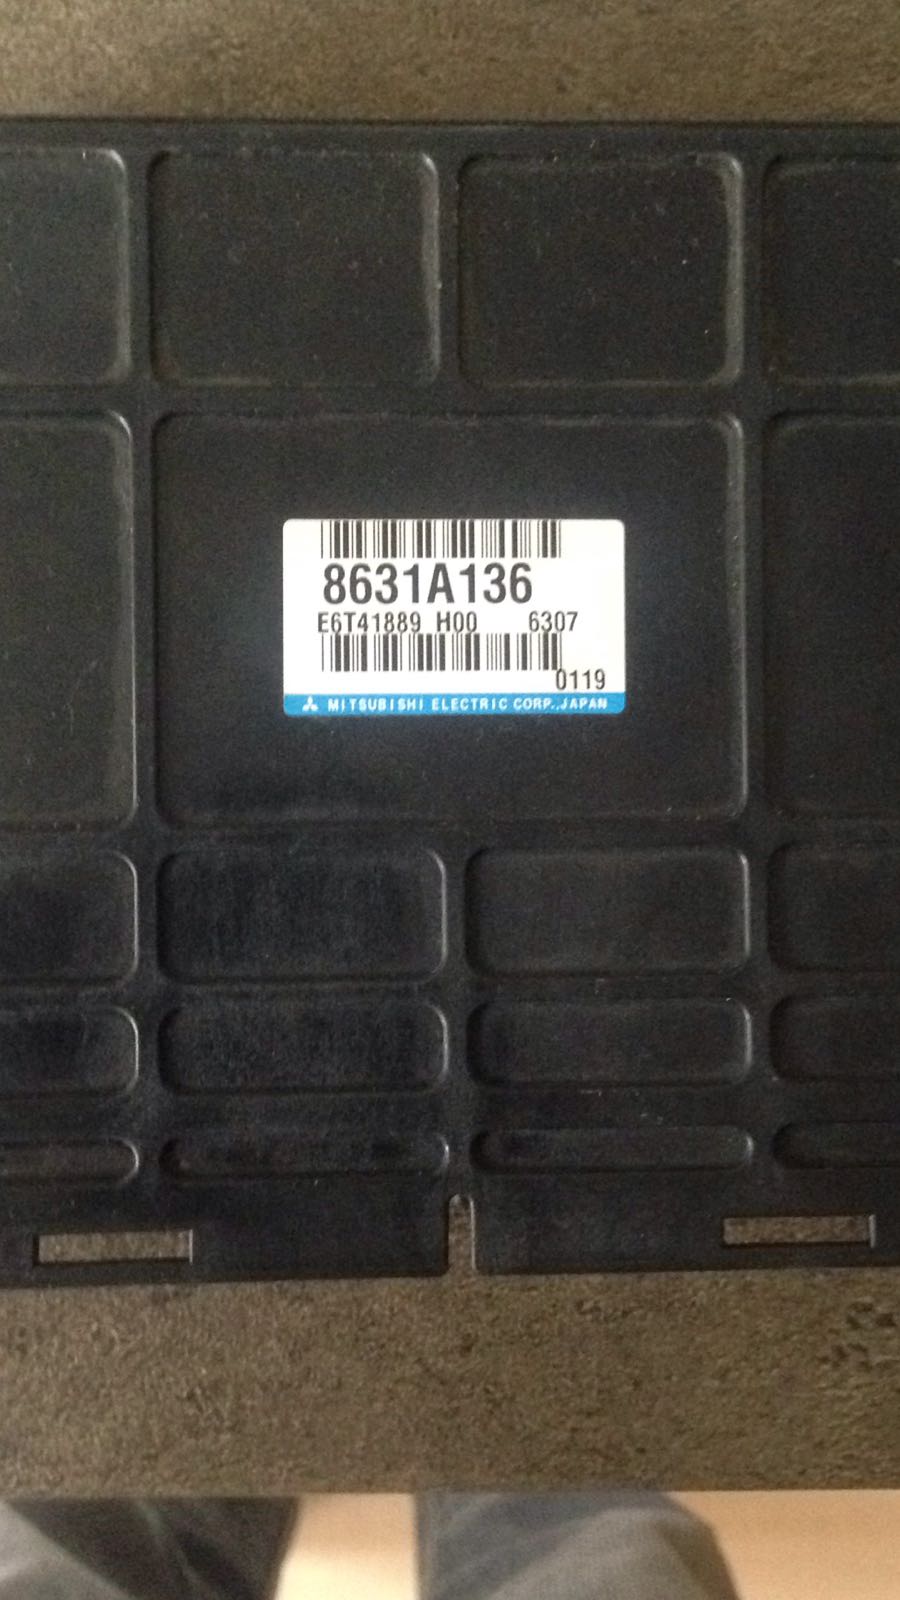 8631A136
E6T41889 H00 6307
0119
MITSUBISHI ELECTRIC CORP.,JAPAN